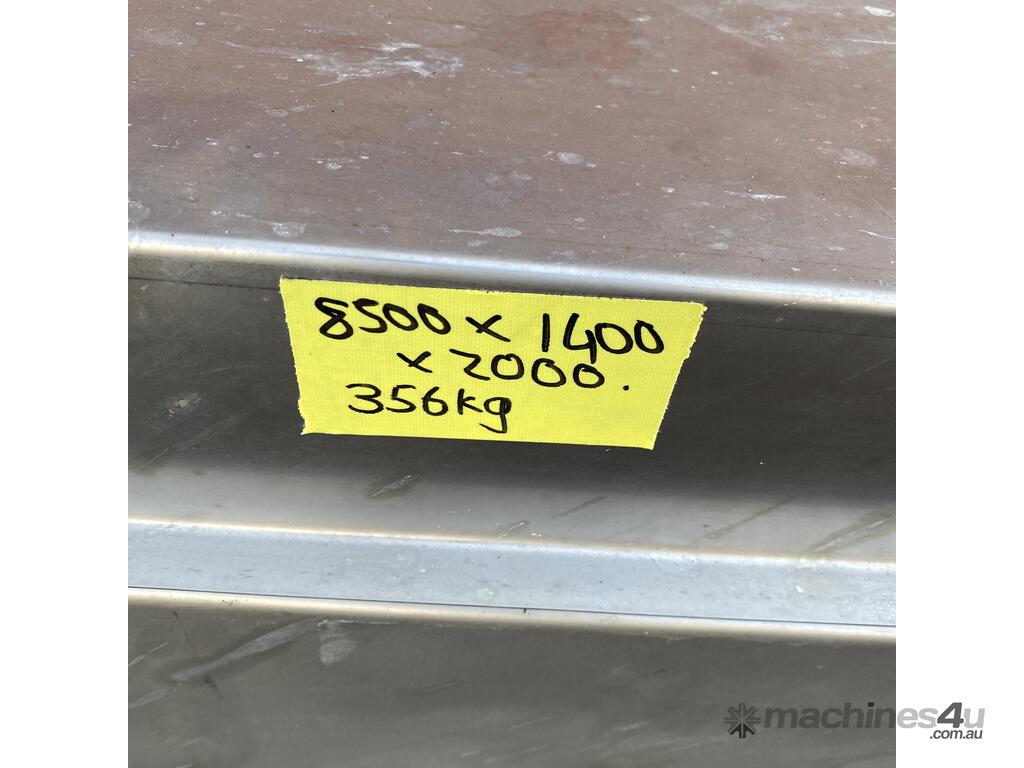 8500 x 1400
x 2000.
356kg
machines4u
.com.au